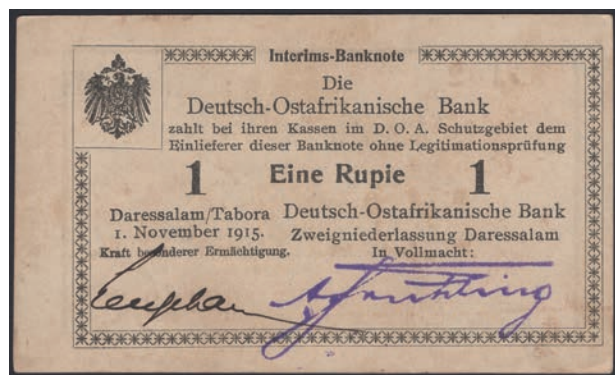 Interims-Banknote
Die
Deutsch-Ostafrikanische Bank
zahlt bei ihren Kassen im D. O. A. Schutzgebiet dem
Einlieferer dieser Banknote ohne Legitimationsprüfung
1 Eine Rupie 1
Daressalam/Tabora Deutsch-Ostafrikanische Bank
1. November 1915. Zweigniederlassung Daressalam
Kraft besonderer Ermächtigung. In Vollmacht: